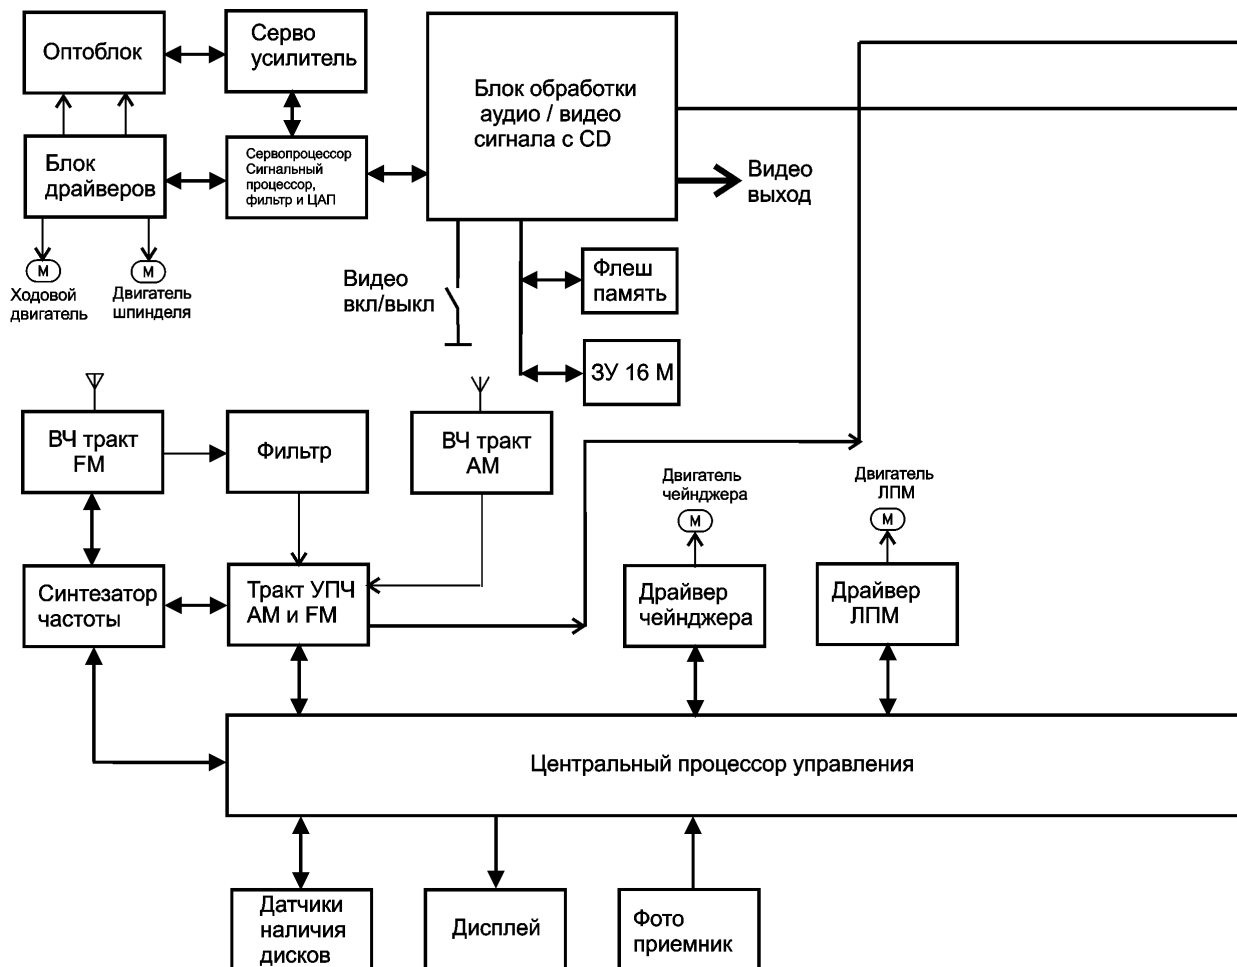 Оптоблок
Серво
усилитель
Блок обработки
аудио / видео
сигнала с CD
Блок
драйверов
Сервопроцессор
Сигнальный
процессор,
фильтр и ЦАП
Видео
выход
М
М
Ходовой
двигатель
Двигатель
шпинделя
Видео
вкл/выкл
Флеш
память
ЗУ 16 М
ВЧ тракт
FM
Фильтр
ВЧ тракт
АМ
Двигатель
чейнджера
М
Двигатель
ЛПМ
М
Синтезатор
частоты
Тракт УПЧ
АМ и FM
Драйвер
чейнджера
Драйвер
ЛПМ
Центральный процессор управления
Датчики
наличия
дисков
Дисплей
Фото
приемник